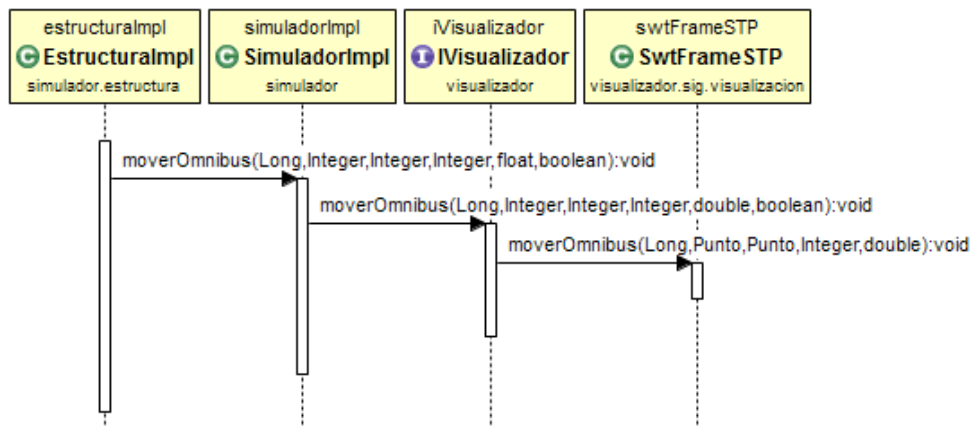 estructuraImpl
C EstructuraImpl
simulador.estructura
simuladorImpl
C SimuladorImpl
simulador
iVisualizador
I IVisualizador
visualizador
swtFrameSTP
C SwtFrameSTP
visualizador.sig.visualizacion
moverOmnibus(Long,Integer,Integer,Integer,float,boolean):void
moverOmnibus(Long,Integer,Integer,Integer,double,boolean):void
moverOmnibus(Long,Punto,Punto,Integer,double):void